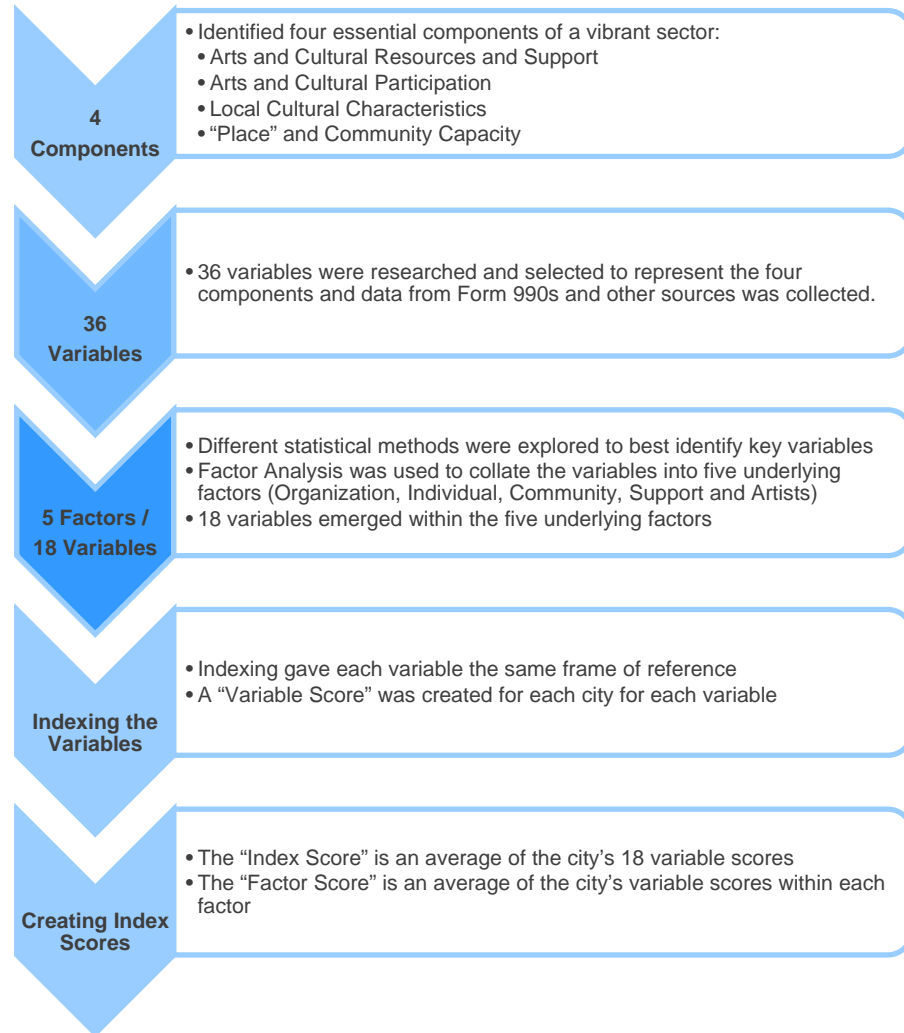 4
Components
• Identified four essential components of a vibrant sector:
• Arts and Cultural Resources and Support
• Arts and Cultural Participation
• Local Cultural Characteristics
• “Place” and Community Capacity
36
Variables
• 36 variables were researched and selected to represent the four
components and data from Form 990s and other sources was collected.
5 Factors /
18 Variables
• Different statistical methods were explored to best identify key variables
• Factor Analysis was used to collate the variables into five underlying
factors (Organization, Individual, Community, Support and Artists)
• 18 variables emerged within the five underlying factors
Indexing the
Variables
• Indexing gave each variable the same frame of reference
• A “Variable Score” was created for each city for each variable
Creating Index
Scores
• The “Index Score” is an average of the city’s 18 variable scores
• The “Factor Score” is an average of the city’s variable scores within each
factor